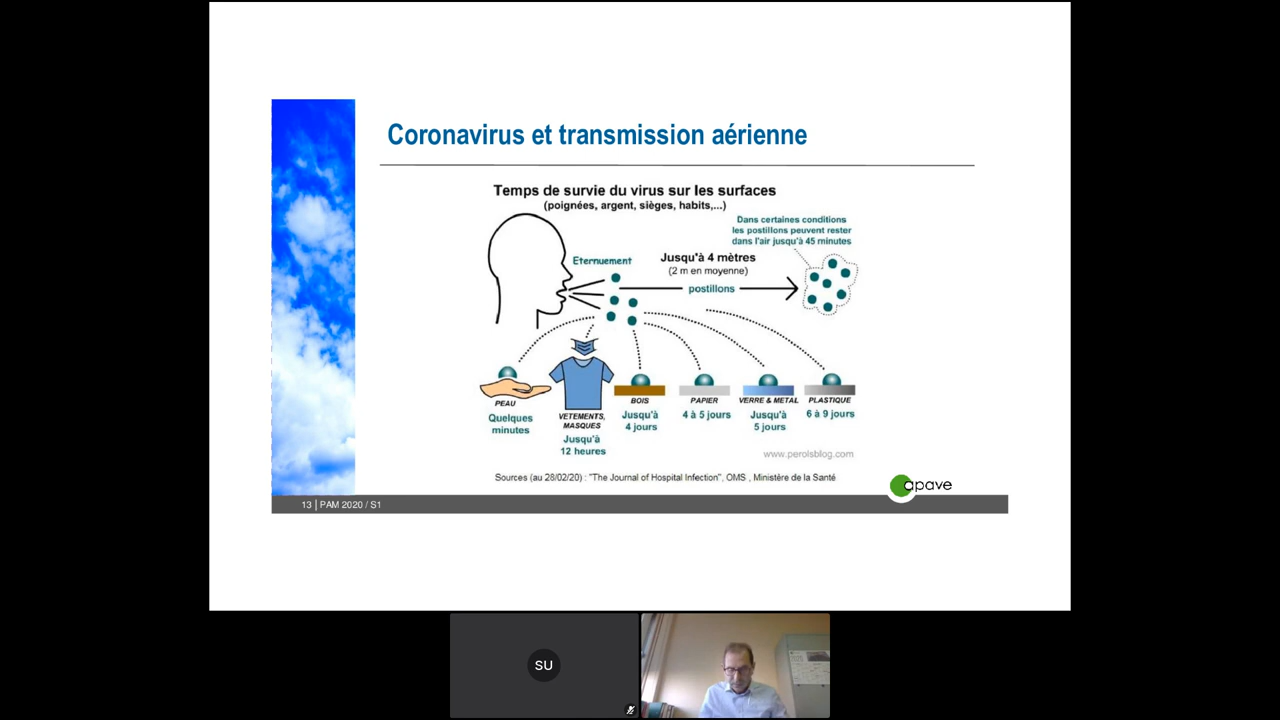 Coronavirus et transmission aérienne
Temps de survie du virus sur les surfaces
(poignées, argent, sièges, habits,...)
Dans certaines conditions
les postillons peuvent rester
dans l'air jusqu'à 45 minutes
Eternuement
Jusqu'à 4 mètres
(2 m en moyenne)
postillons
PEAU
Quelques
minutes
VETEMENTS,
MASQUES
Jusqu'à
12 heures
BOIS
Jusqu'à
4 jours
PAPIER
4 à 5 jours
VERRE & METAL
Jusqu'à
5 jours
PLASTIQUE
6 à 9 jours
www.perolsblog.com
Sources (au 28/02/20) : "The Journal of Hospital Infection", OMS , Ministère de la Santé
apave
13 | PAM 2020 / S1
SU